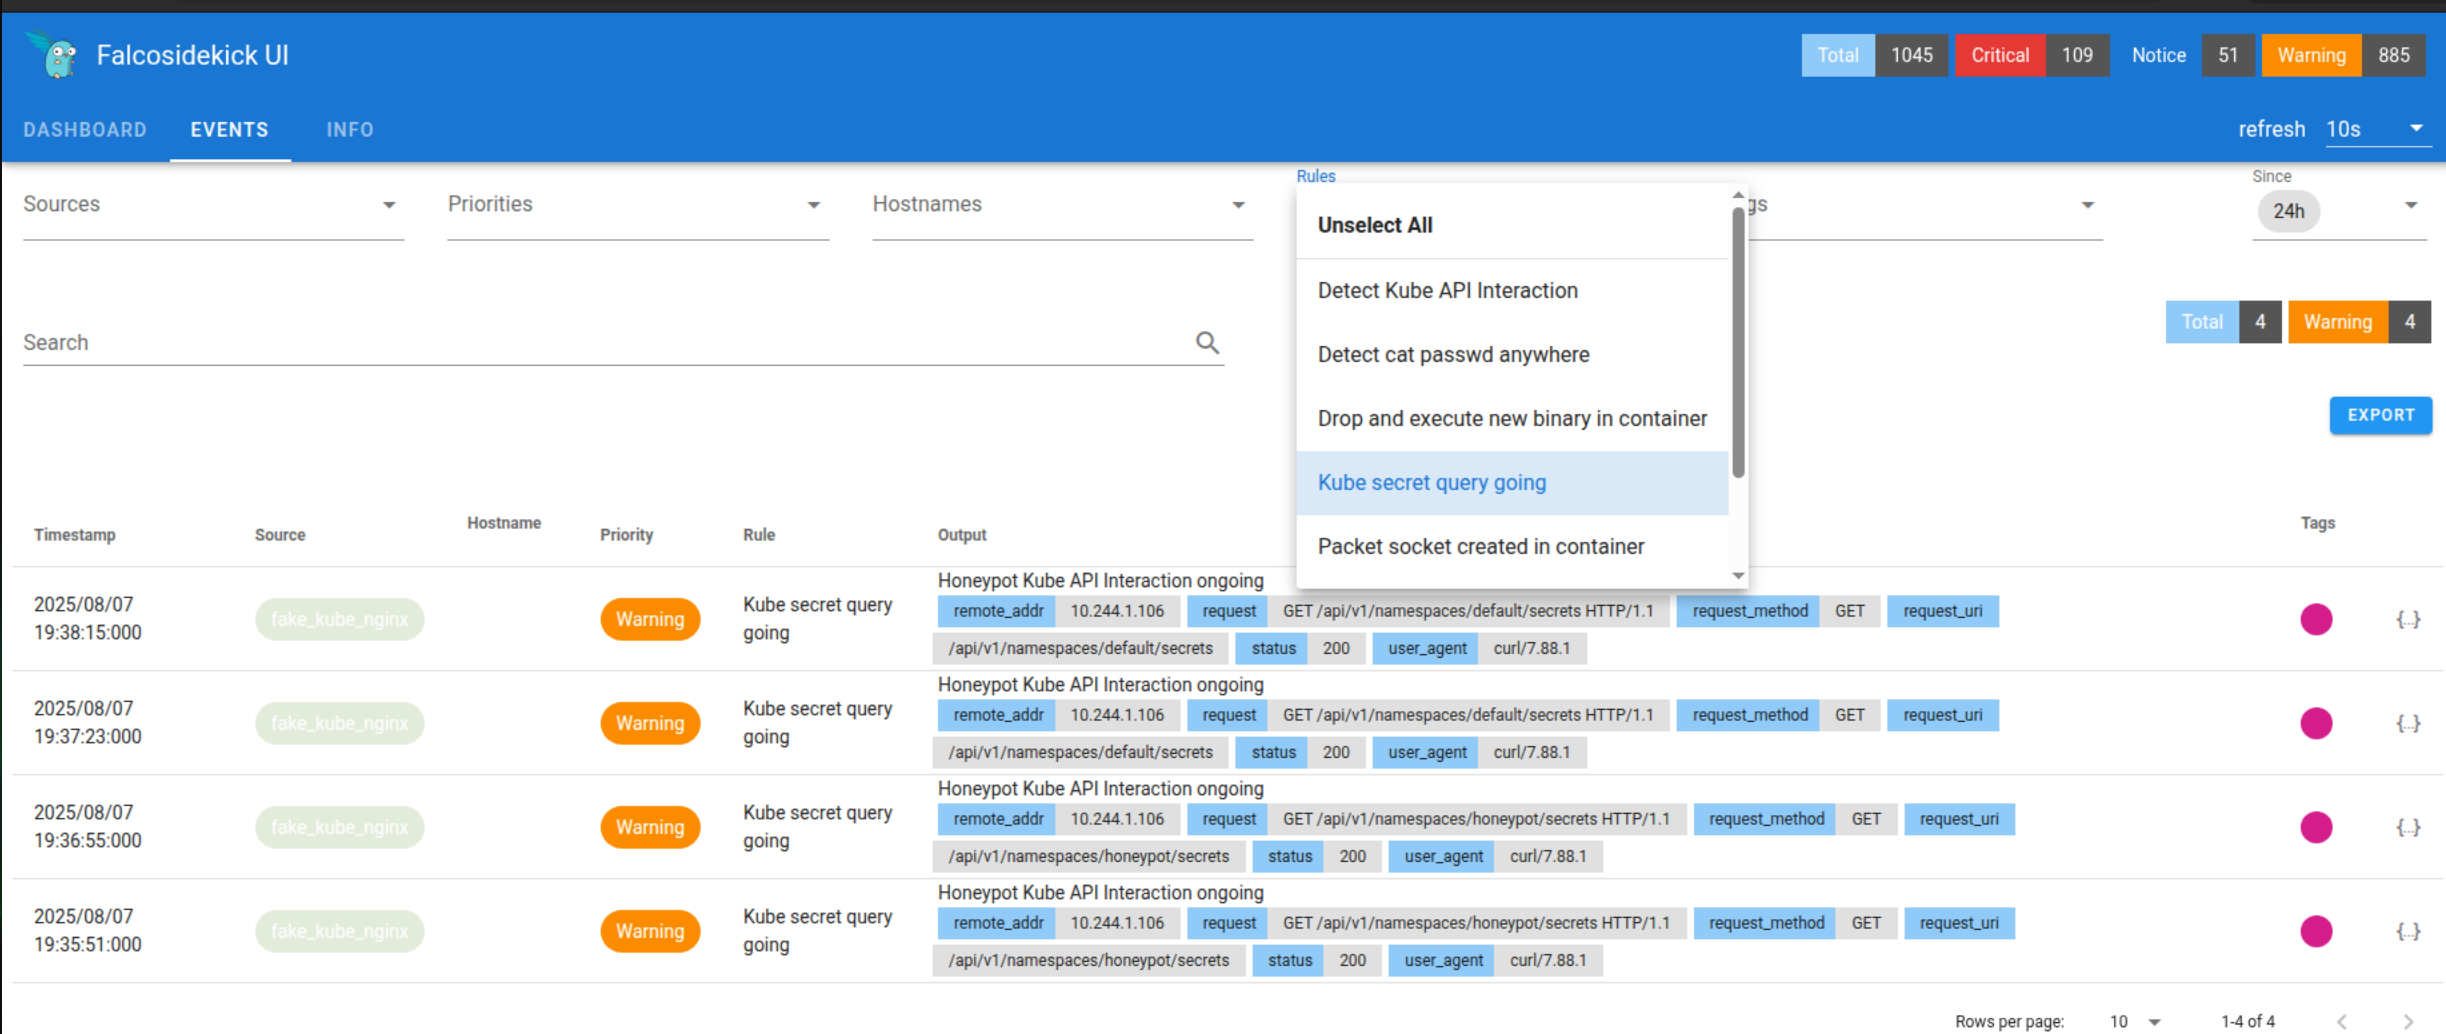 Falcosidekick UI
Total 1045 Critical 109 Notice 51 Warning 885
DASHBOARD EVENTS INFO
refresh 10s
Sources
Priorities
Hostnames
Rules
gs
Since
24h
Unselect All
Detect Kube API Interaction
Detect cat passwd anywhere
Drop and execute new binary in container
Kube secret query going
Packet socket created in container
Search
Total 4 Warning 4
EXPORT
Timestamp Source Hostname Priority Rule Output Tags
2025/08/07
19:38:15:000
fake_kube_nginx
Warning
Kube secret query
going
Honeypot Kube API Interaction ongoing
remote_addr 10.244.1.106 request GET /api/v1/namespaces/default/secrets HTTP/1.1 request_method GET request_uri
/api/v1/namespaces/default/secrets status 200 user_agent curl/7.88.1
{...}
2025/08/07
19:37:23:000
fake_kube_nginx
Warning
Kube secret query
going
Honeypot Kube API Interaction ongoing
remote_addr 10.244.1.106 request GET /api/v1/namespaces/default/secrets HTTP/1.1 request_method GET request_uri
/api/v1/namespaces/default/secrets status 200 user_agent curl/7.88.1
{...}
2025/08/07
19:36:55:000
fake_kube_nginx
Warning
Kube secret query
going
Honeypot Kube API Interaction ongoing
remote_addr 10.244.1.106 request GET /api/v1/namespaces/honeypot/secrets HTTP/1.1 request_method GET request_uri
/api/v1/namespaces/honeypot/secrets status 200 user_agent curl/7.88.1
{...}
2025/08/07
19:35:51:000
fake_kube_nginx
Warning
Kube secret query
going
Honeypot Kube API Interaction ongoing
remote_addr 10.244.1.106 request GET /api/v1/namespaces/honeypot/secrets HTTP/1.1 request_method GET request_uri
/api/v1/namespaces/honeypot/secrets status 200 user_agent curl/7.88.1
{...}
Rows per page: 10 1-4 of 4